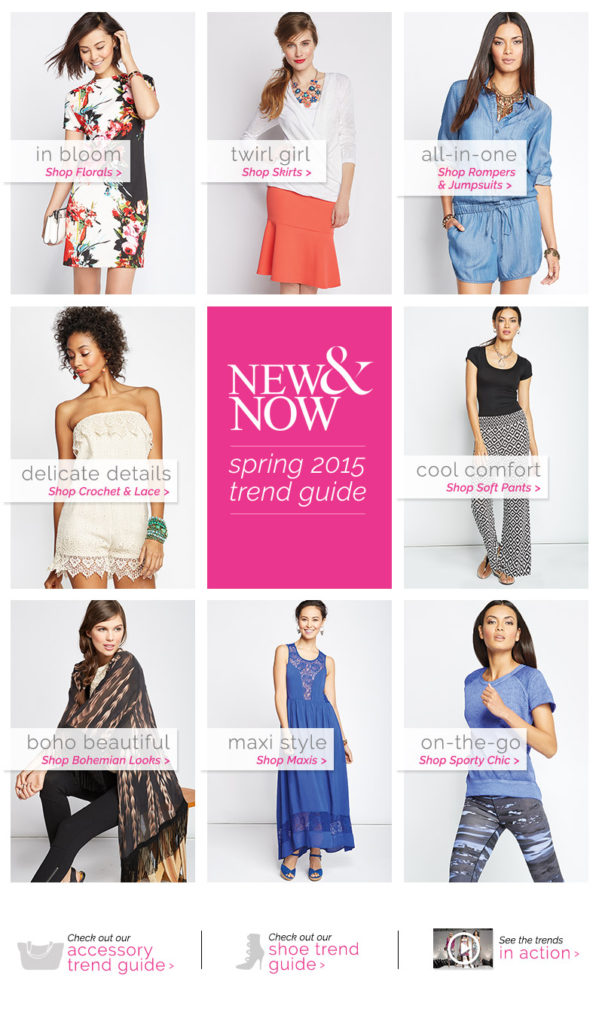 in bloom
Shop Florals >
twirl girl
Shop Skirts >
all-in-one
Shop Rompers
& Jumpsuits >
delicate details
Shop Crochet & Lace >
NEW&
NOW
spring 2015
trend guide
cool comfort
Shop Soft Pants >
boho beautiful
Shop Bohemian Looks >
maxi style
Shop Maxis >
on-the-go
Shop Sporty Chic >
Check out our
accessory
trend guide >
Check out our
shoe trend
guide >
See the trends
in action >